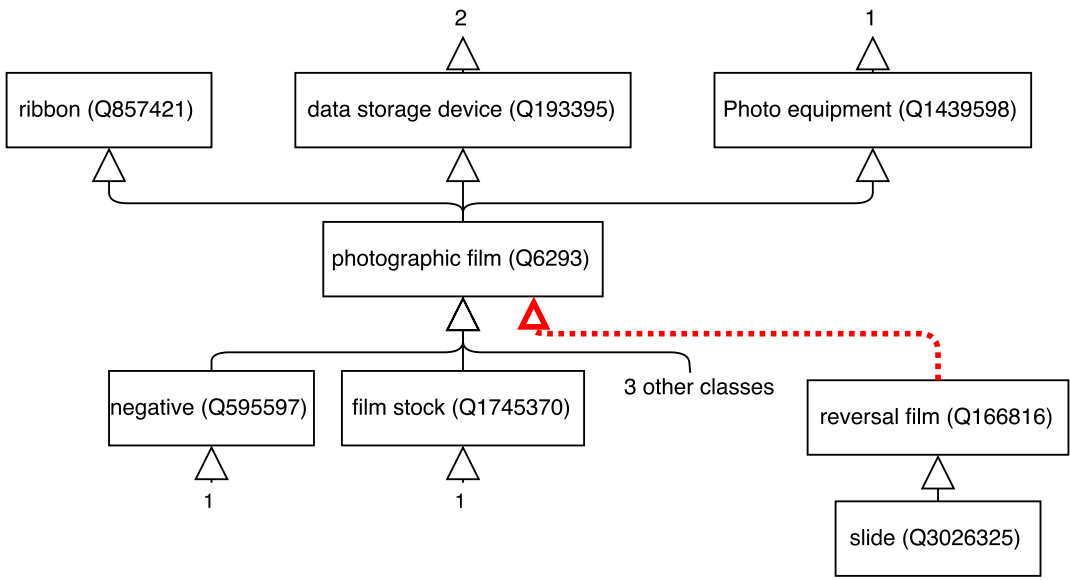 2
1
ribbon (Q857421)
data storage device (Q193395)
Photo equipment (Q1439598)
photographic film (Q6293)
3 other classes
negative (Q595597)
film stock (Q1745370)
reversal film (Q166816)
1
1
slide (Q3026325)